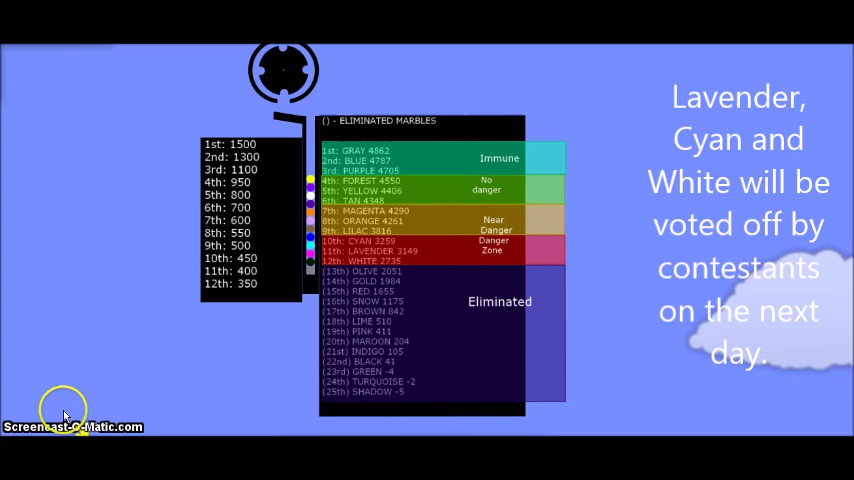 () - ELIMINATED MARBLES
1st: 1500
2nd: 1300
3rd: 1100
4th: 950
5th: 800
6th: 700
7th: 600
8th: 550
9th: 500
10th: 450
11th: 400
12th: 350
1st: GRAY 4862
2nd: BLUE 4787
3rd: PURPLE 4705
Immune
4th: FOREST 4550
5th: YELLOW 4406
6th: TAN 4348
No
danger
7th: MAGENTA 4290
8th: ORANGE 4261
9th: LILAC 3816
Near
Danger
10th: CYAN 3259
11th: LAVENDER 3149
12th: WHITE 2735
Danger
Zone
(13th) OLIVE 2051
(14th) GOLD 1984
(15th) RED 1655
(16th) SNOW 1175
(17th) BROWN 842
(18th) LIME 510
(19th) PINK 411
(20th) MAROON 204
(21st) INDIGO 105
(22nd) BLACK 41
(23rd) GREEN -4
(24th) TURQUOISE -2
(25th) SHADOW -5
Eliminated
Lavender,
Cyan and
White will be
voted off by
contestants
on the next
day.
Screencast-O-Matic.com